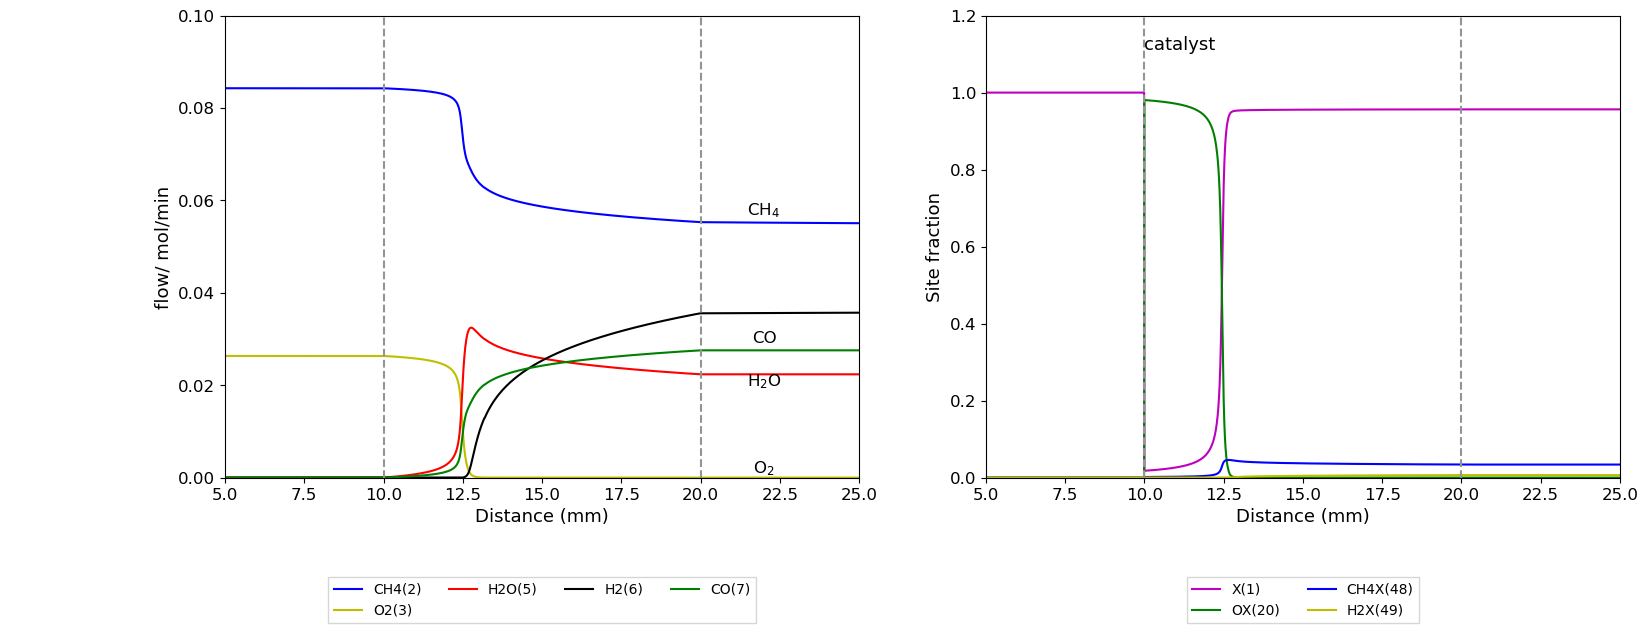 0.10
0.08
0.06
0.04
0.02
0.00
flow/ mol/min
CH₄
CO
H₂O
O₂
5.0 7.5 10.0 12.5 15.0 17.5 20.0 22.5 25.0
Distance (mm)
CH4(2) H2O(5) H2(6) CO(7)
O2(3)
1.2
1.0
0.8
0.6
0.4
0.2
0.0
Site fraction
catalyst
5.0 7.5 10.0 12.5 15.0 17.5 20.0 22.5 25.0
Distance (mm)
X(1) CH4X(48)
OX(20) H2X(49)